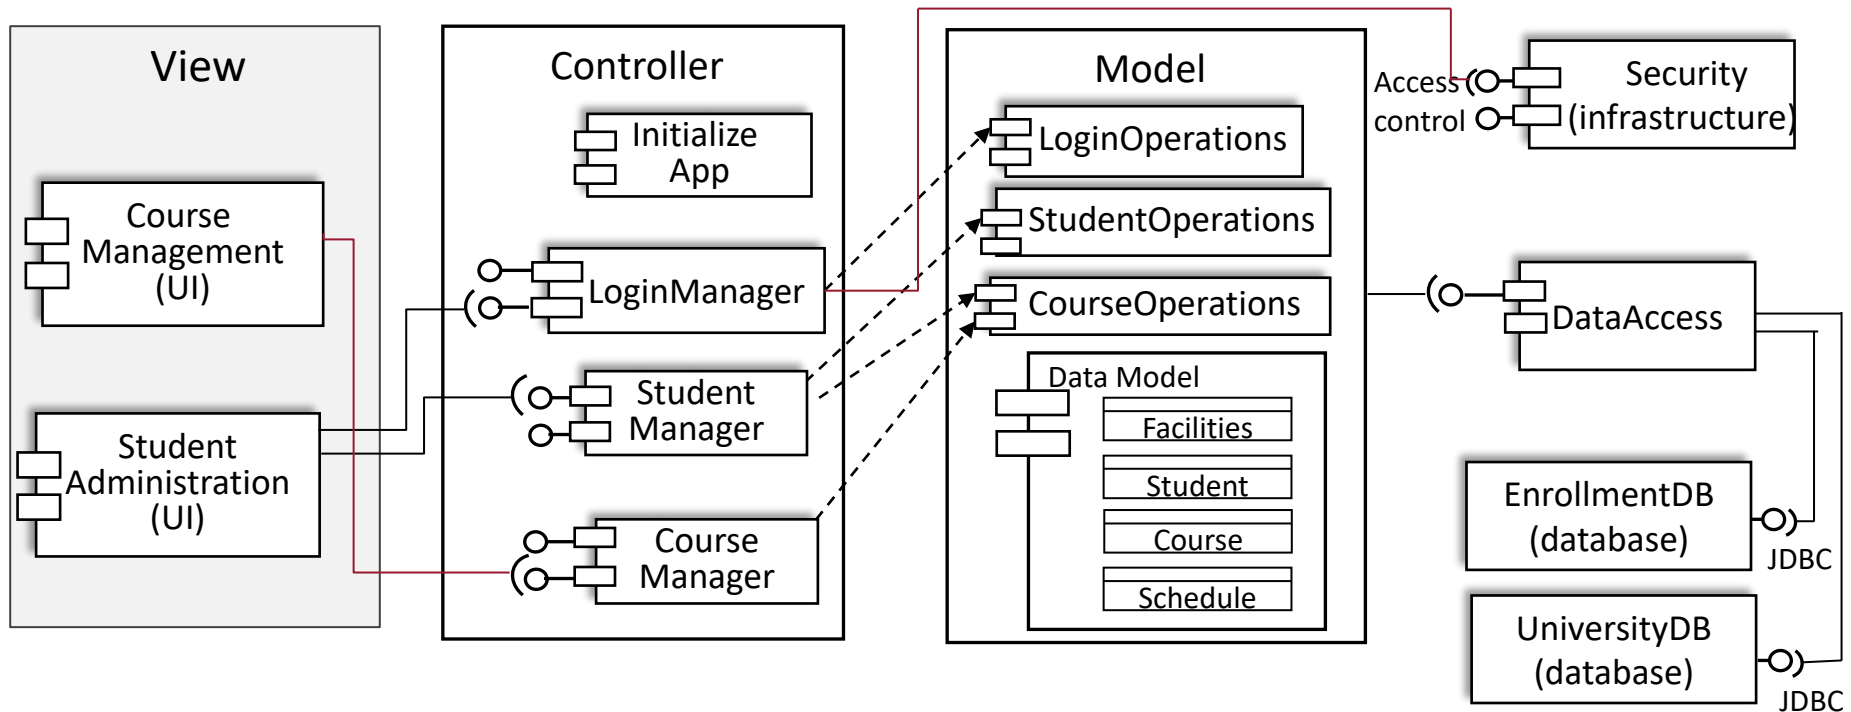 View
Course
Management
(UI)
Student
Administration
(UI)
Controller
Initialize
App
LoginManager
Student
Manager
Course
Manager
Model
LoginOperations
StudentOperations
CourseOperations
Data Model
Facilities
Student
Course
Schedule
Access
control
Security
(infrastructure)
DataAccess
EnrollmentDB
(database)
JDBC
UniversityDB
(database)
JDBC